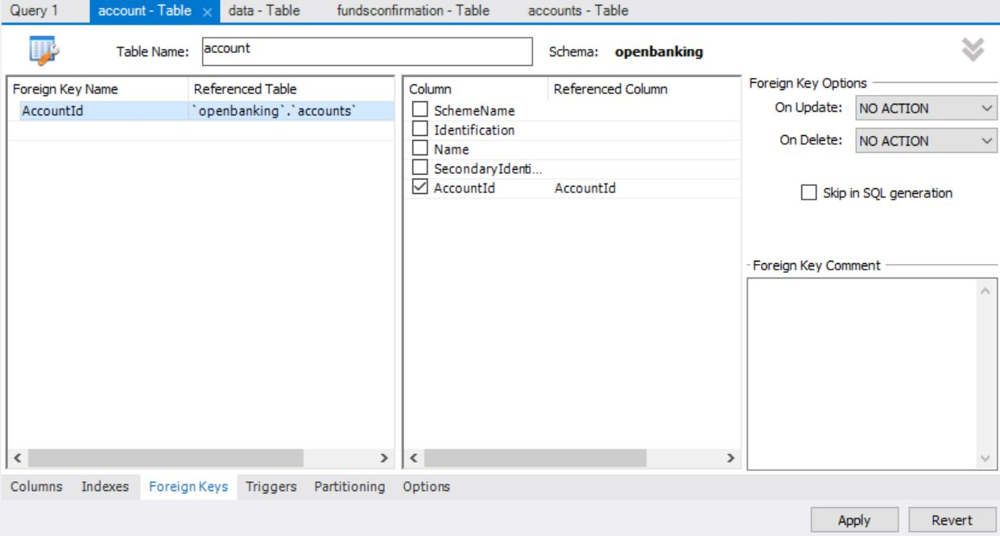 Query 1 account - Table × data - Table fundsconfirmation - Table accounts - Table
Table Name: account Schema: openbanking
Foreign Key Name Referenced Table
AccountId `openbanking`.`accounts`
Column Referenced Column
SchemeName
Identification
Name
SecondaryIdenti...
AccountId AccountId
Foreign Key Options
On Update: NO ACTION
On Delete: NO ACTION
Skip in SQL generation
Foreign Key Comment
Columns Indexes Foreign Keys Triggers Partitioning Options
Apply Revert